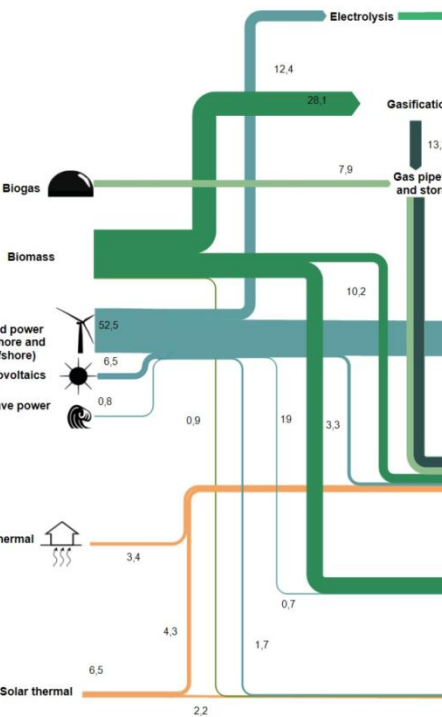 Electrolysis
12,4
28,1
Gasificatio
13,
7,9
Gas pipe
and stor
Biogas
Biomass
10,2
52,5
d power
hore and
fshore)
6,5
ovoltaics
0,8
ve power
0,9
19
3,3
hermal
3,4
0,7
4,3
1,7
6,5
Solar thermal
2,2